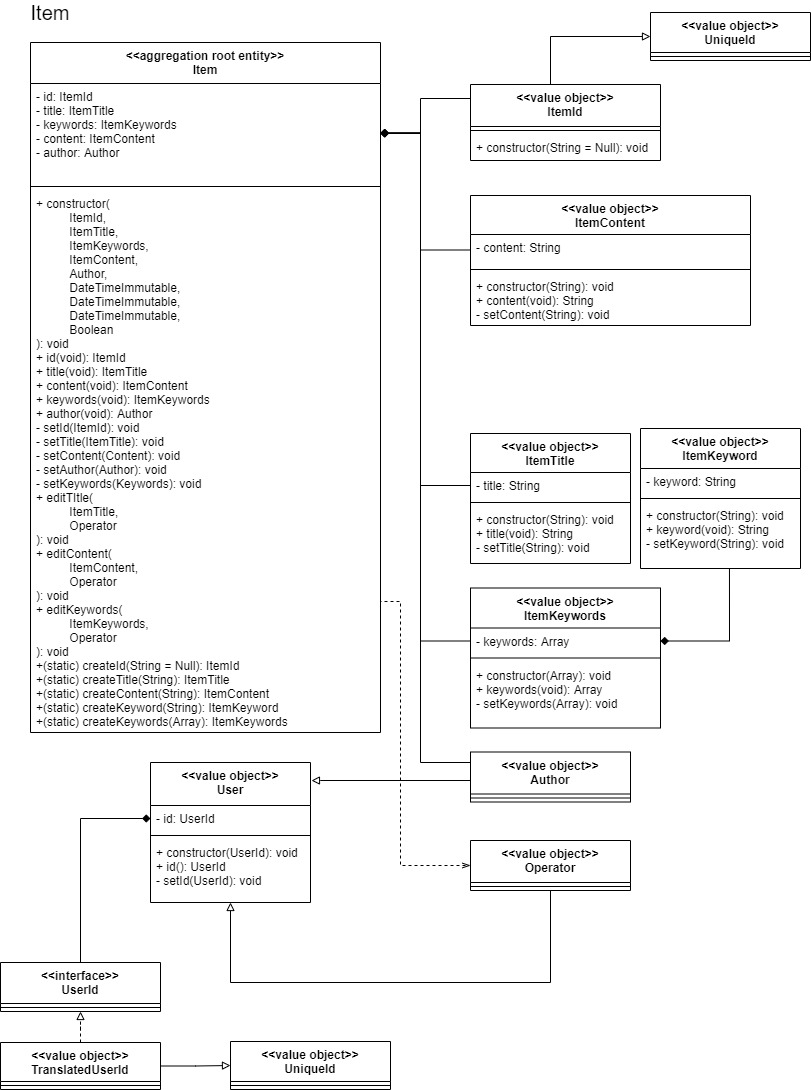 Item
<<aggregation root entity>>
Item
- id: ItemId
- title: ItemTitle
- keywords: ItemKeywords
- content: ItemContent
- author: Author
+ constructor(
ItemId,
ItemTitle,
ItemKeywords,
ItemContent,
Author,
DateTimeImmutable,
DateTimeImmutable,
DateTimeImmutable,
Boolean
): void
+ id(void): ItemId
+ title(void): ItemTitle
+ content(void): ItemContent
+ keywords(void): ItemKeywords
+ author(void): Author
- setId(ItemId): void
- setTitle(ItemTitle): void
- setContent(Content): void
- setAuthor(Author): void
- setKeywords(Keywords): void
+ editTItle(
ItemTitle,
Operator
): void
+ editContent(
ItemContent,
Operator
): void
+ editKeywords(
ItemKeywords,
Operator
): void
+(static) createId(String = Null): ItemId
+(static) createTitle(String): ItemTitle
+(static) createContent(String): ItemContent
+(static) createKeyword(String): ItemKeyword
+(static) createKeywords(Array): ItemKeywords
<<value object>>
UniqueId
<<value object>>
ItemId
+ constructor(String = Null): void
<<value object>>
ItemContent
- content: String
+ constructor(String): void
+ content(void): String
- setContent(String): void
<<value object>>
ItemTitle
- title: String
+ constructor(String): void
+ title(void): String
- setTitle(String): void
<<value object>>
ItemKeyword
- keyword: String
+ constructor(String): void
+ keyword(void): String
- setKeyword(String): void
<<value object>>
ItemKeywords
- keywords: Array
+ constructor(Array): void
+ keywords(void): Array
- setKeywords(Array): void
<<value object>>
Author
<<value object>>
User
- id: UserId
+ constructor(UserId): void
+ id(): UserId
- setId(UserId): void
<<value object>>
Operator
<<interface>>
UserId
<<value object>>
TranslatedUserId
<<value object>>
UniqueId